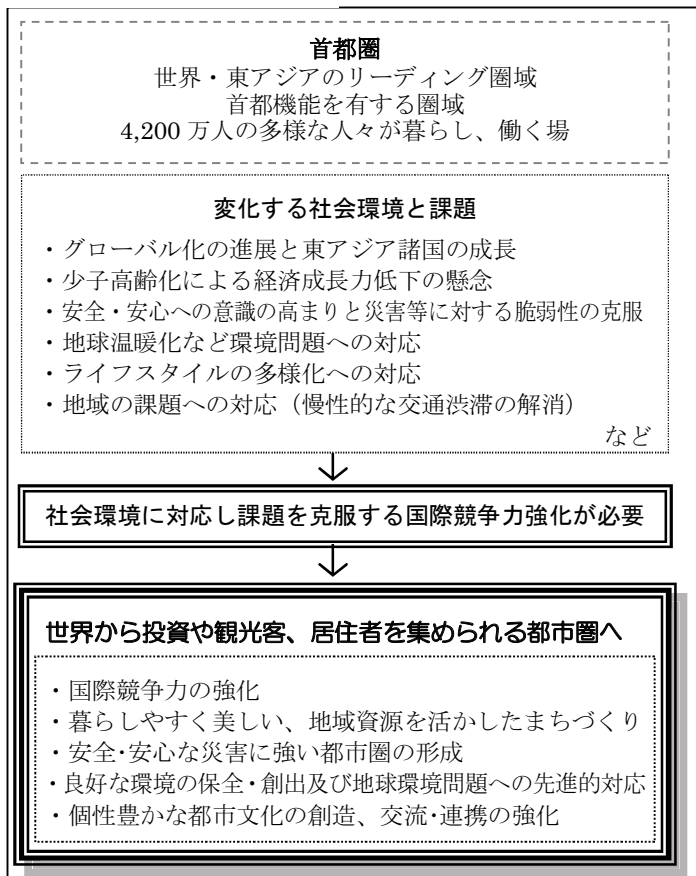 首都圏
世界・東アジアのリーディング圏域
首都機能を有する圏域
4,200 万人の多様な人々が暮らし、働く場
変化する社会環境と課題
・グローバル化の進展と東アジア諸国の成長
・少子高齢化による経済成長力低下の懸念
・安全・安心への意識の高まりと災害等に対する脆弱性の克服
・地球温暖化など環境問題への対応
・ライフスタイルの多様化への対応
・地域の課題への対応（慢性的な交通渋滞の解消）
など
社会環境に対応し課題を克服する国際競争力強化が必要
世界から投資や観光客、居住者を集められる都市圏へ
・国際競争力の強化
・暮らしやすく美しい、地域資源を活かしたまちづくり
・安全･安心な災害に強い都市圏の形成
・良好な環境の保全・創出及び地球環境問題への先進的対応
・個性豊かな都市文化の創造、交流･連携の強化